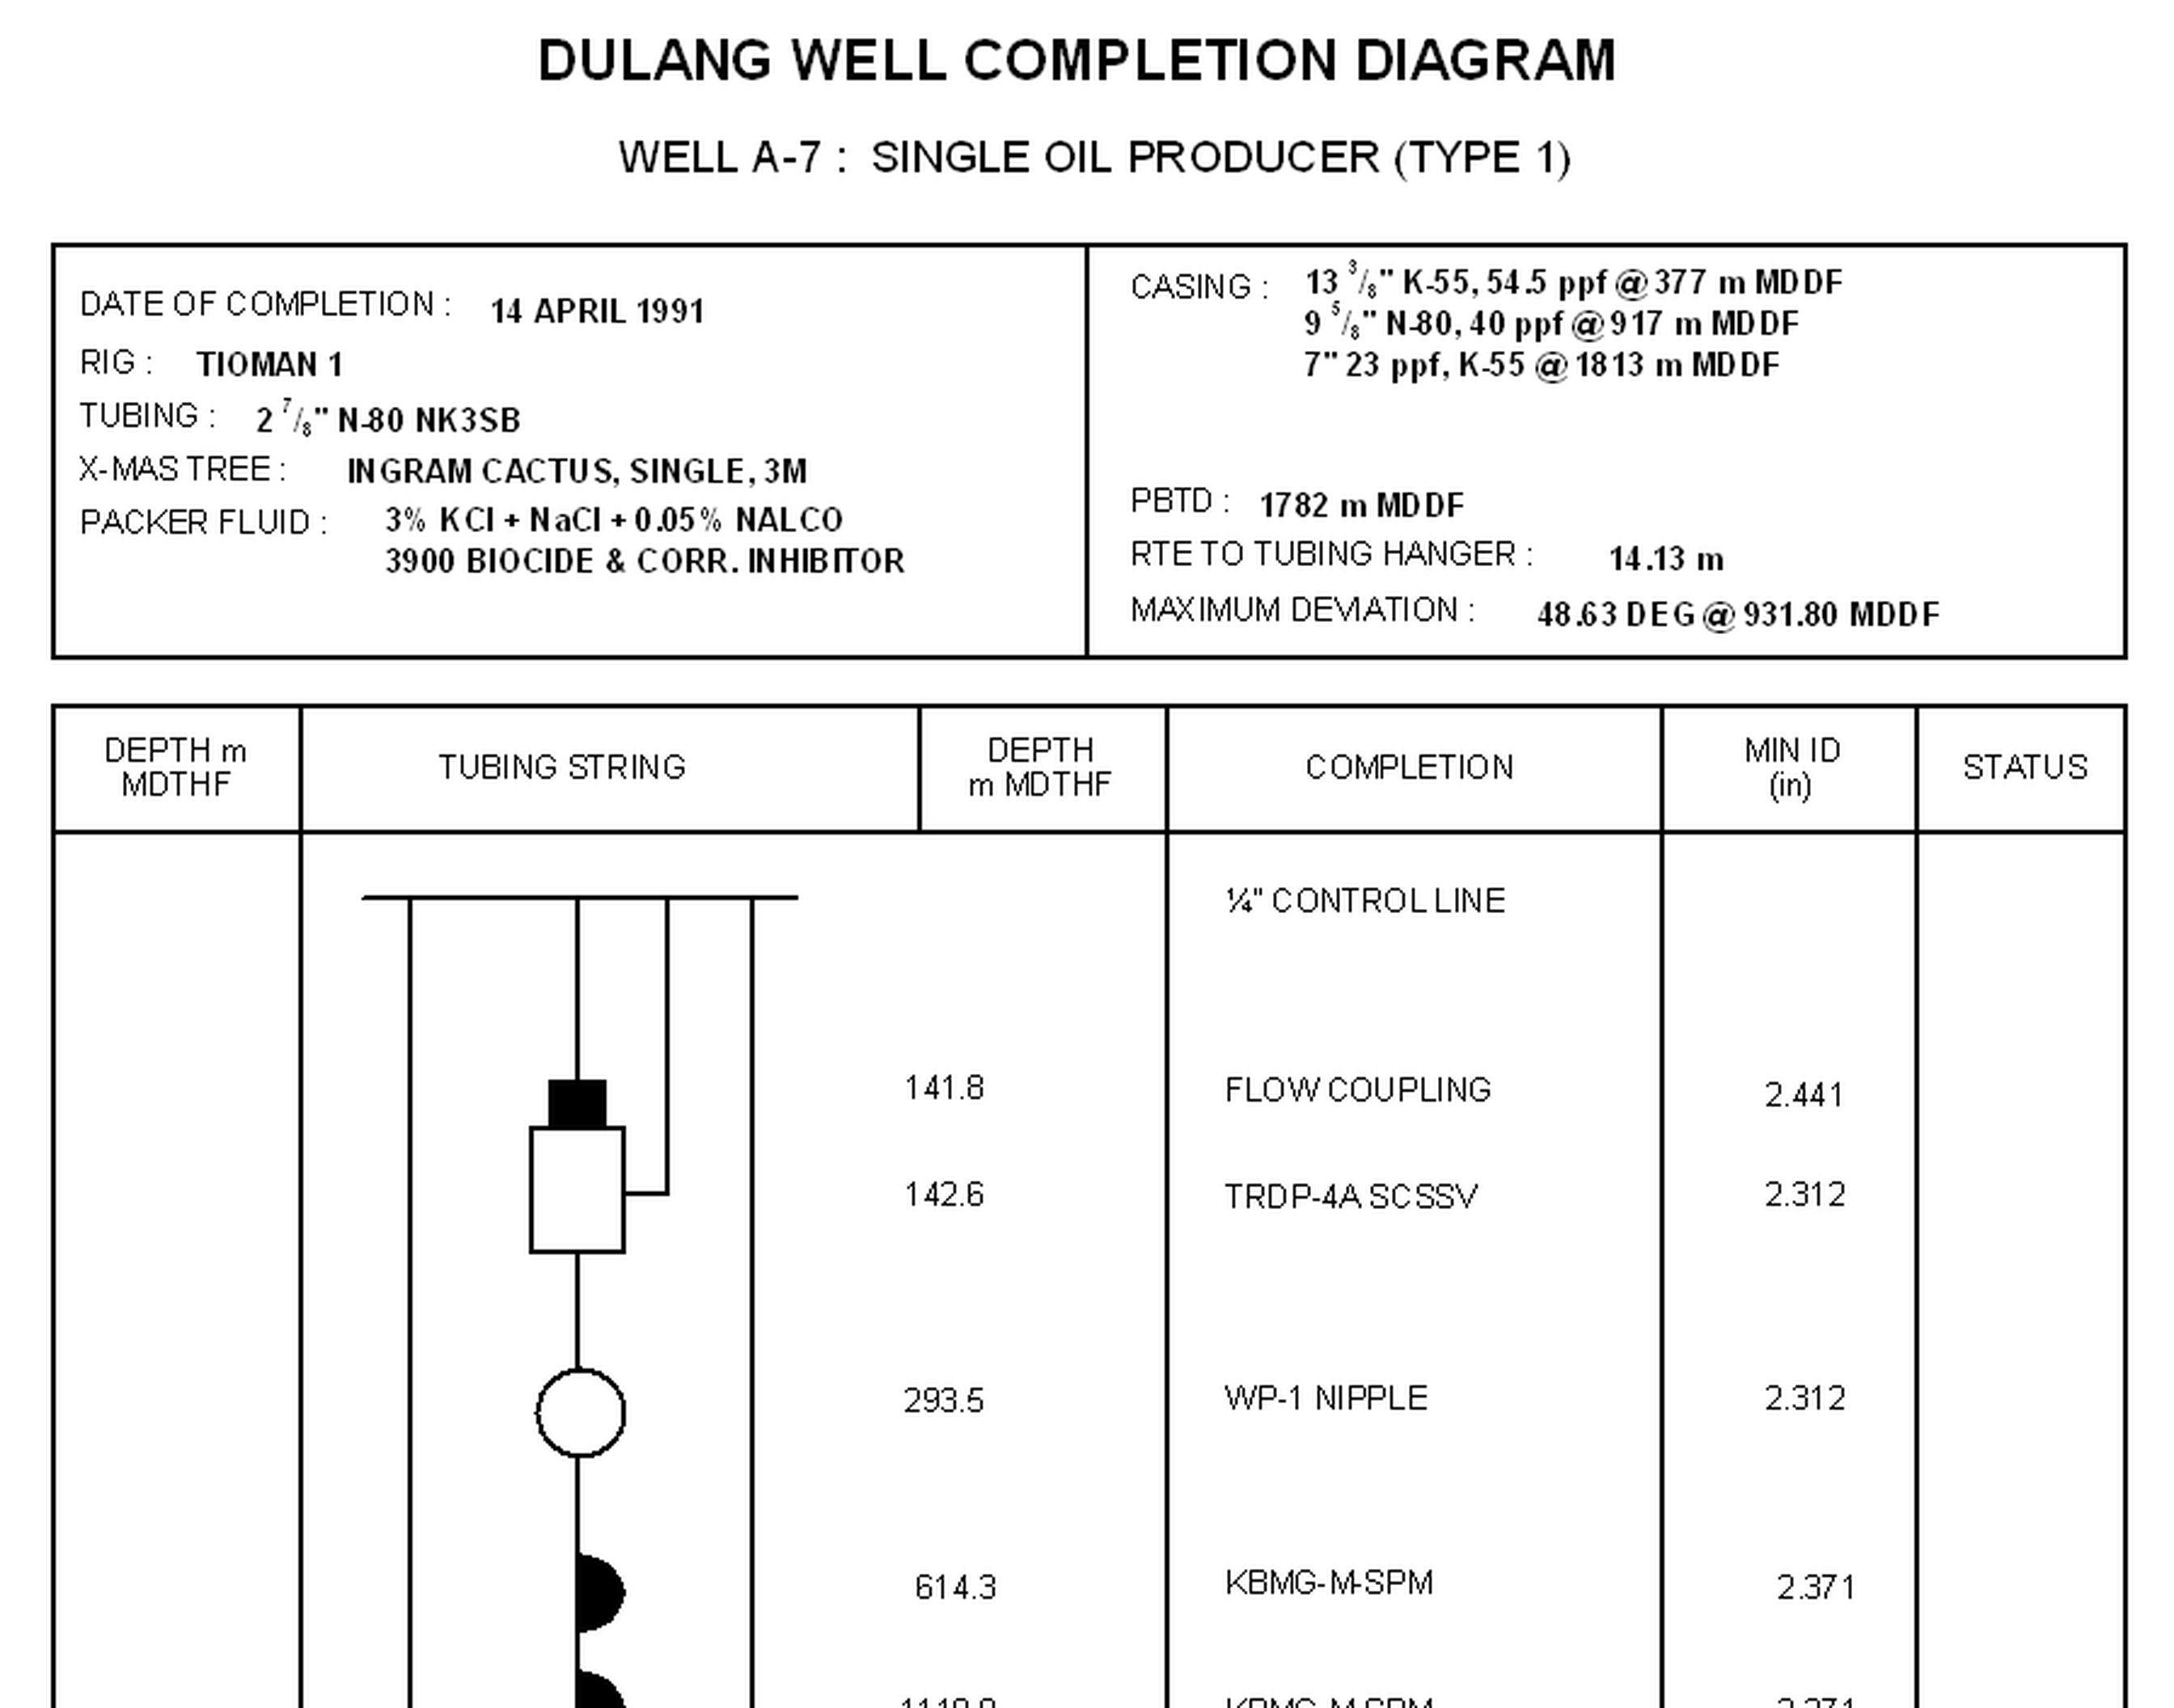 DULANG WELL COMPLETION DIAGRAM
WELL A-7 : SINGLE OIL PRODUCER (TYPE 1)
DATE OF COMPLETION : 14 APRIL 1991
RIG : TIOMAN 1
TUBING : 2 7/8" N-80 NK3SB
X-MAS TREE : INGRAM CACTUS, SINGLE, 3M
PACKER FLUID : 3% KCl + NaCl + 0.05% NALCO
3900 BIOCIDE & CORR. INHIBITOR
CASING : 13 3/8" K-55, 54.5 ppf @ 377 m MDDF
9 5/8" N-80, 40 ppf @ 917 m MDDF
7" 23 ppf, K-55 @ 1813 m MDDF
PBTD : 1782 m MDDF
RTE TO TUBING HANGER : 14.13 m
MAXIMUM DEVIATION : 48.63 DEG @ 931.80 MDDF
DEPTH m
MDTHF
TUBING STRING
DEPTH
m MDTHF
COMPLETION
MIN ID
(in)
STATUS
¼" CONTROL LINE
141.8 FLOW COUPLING 2.441
142.6 TRDP-4A SCSSV 2.312
293.5 WP-1 NIPPLE 2.312
614.3 KBMG-M-SPM 2.371
KBMG-M-SPM 2.371